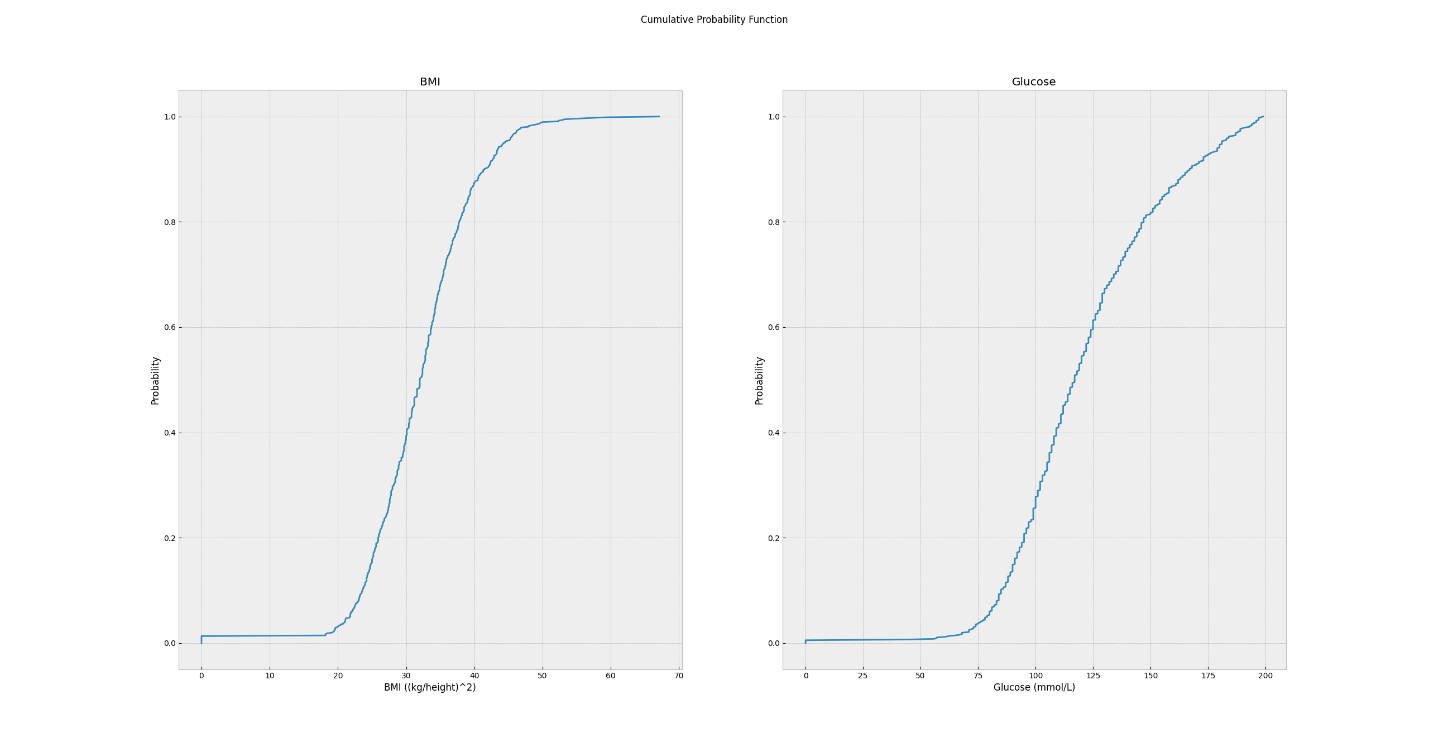 Cumulative Probability Function
BMI
1.0
0.8
0.6
0.4
0.2
0.0
Probability
0 10 20 30 40 50 60 70
BMI ((kg/height)^2)
Glucose
1.0
0.8
0.6
0.4
0.2
0.0
Probability
0 25 50 75 100 125 150 175 200
Glucose (mmol/L)